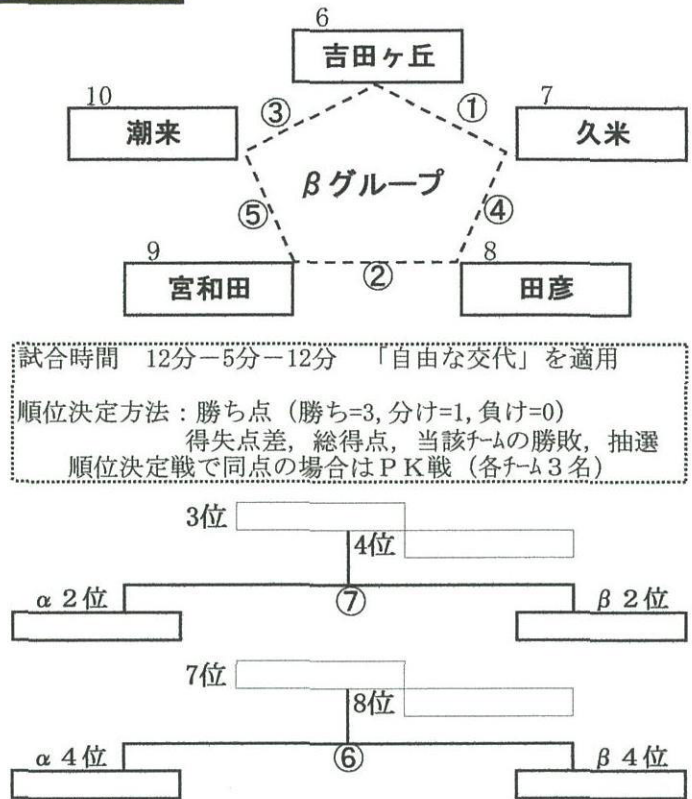 6
吉田ヶ丘
10
潮来
③
①
7
久米
βグループ
⑤
④
9
宮和田
②
8
田彦
試合時間 12分－5分－12分 「自由な交代」を適用
順位決定方法：勝ち点（勝ち=3, 分け=1, 負け=0）
得失点差, 総得点, 当該ﾁｰﾑの勝敗, 抽選
順位決定戦で同点の場合はＰＫ戦（各ﾁｰﾑ３名）
3位
4位
α２位
⑦
β２位
7位
8位
α４位
⑥
β４位